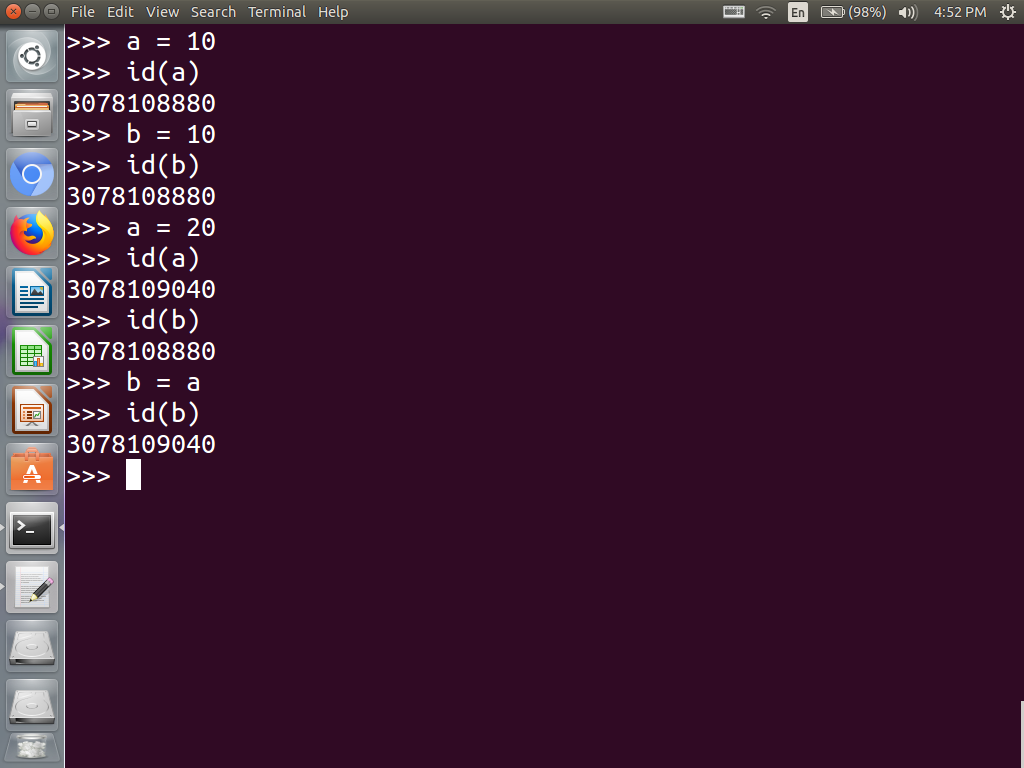 File Edit View Search Terminal Help En (98%) 4:52 PM
>>> a = 10
>>> id(a)
3078108880
>>> b = 10
>>> id(b)
3078108880
>>> a = 20
>>> id(a)
3078109040
>>> id(b)
3078108880
>>> b = a
>>> id(b)
3078109040
>>>